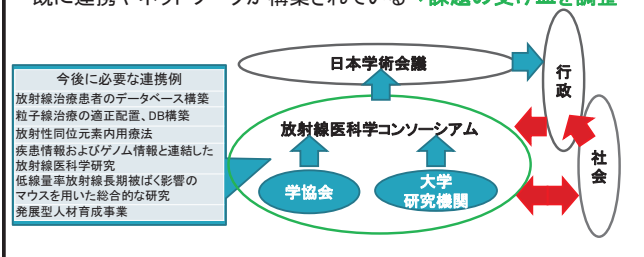 既に連携やネットワークが構築されている→課題の受け皿を調整
今後に必要な連携例
放射線治療患者のデータベース構築
粒子線治療の適正配置、DB構築
放射性同位元素内用療法
疾患情報およびゲノム情報と連結した
放射線医科学研究
低線量率放射線長期被ばく影響の
マウスを用いた総合的な研究
発展型人材育成事業
日本学術会議
放射線医科学コンソーシアム
学協会
大学
研究機関
行政
社会